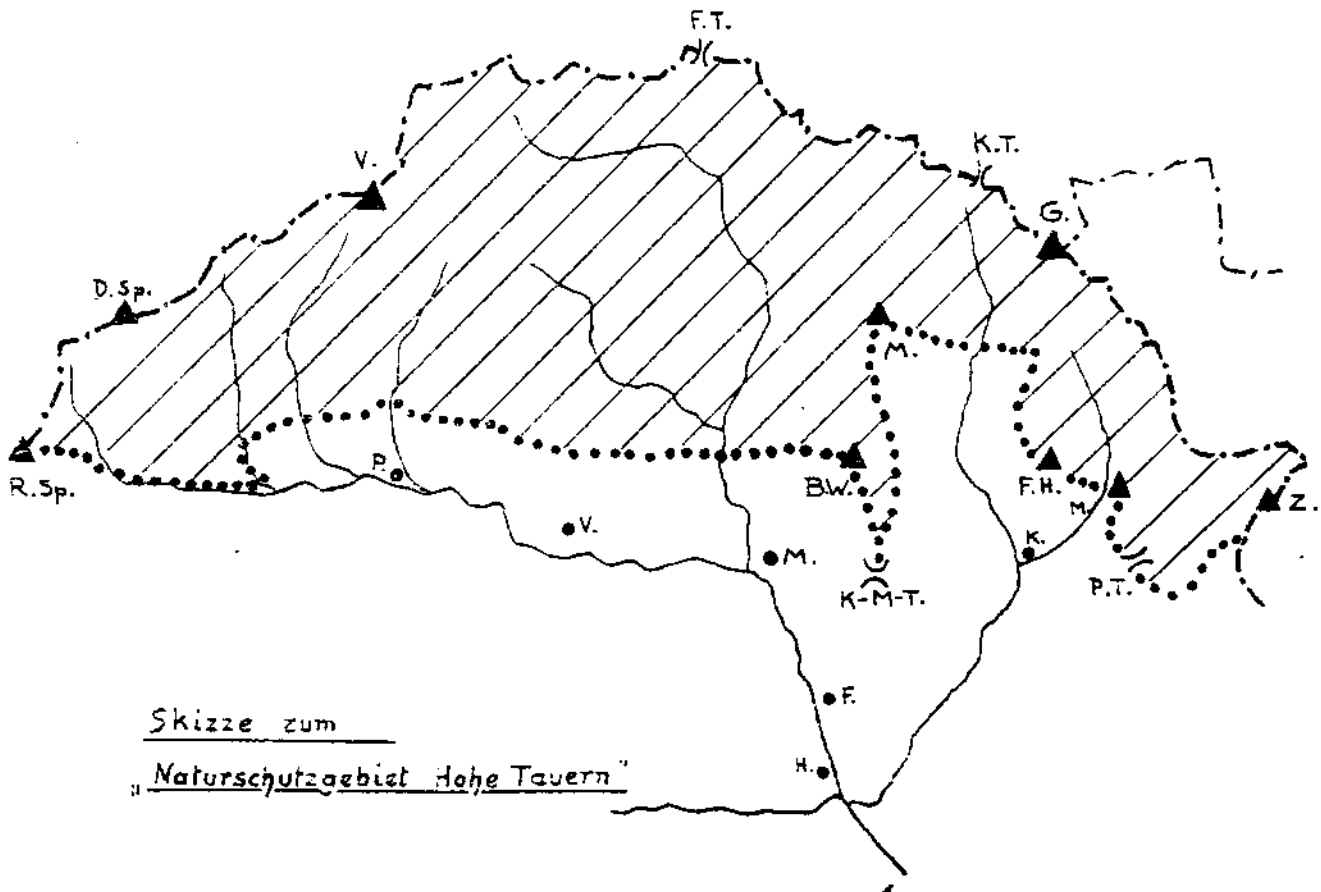 F.T.
K.T.
V.
G.
D.Sp.
M.
R.Sp.
P.
B.W.
F.H.
M.
Z.
V.
M.
K.
K-M-T.
P.T.
F.
Skizze zum
H.
„Naturschutzgebiet Hohe Tauern"